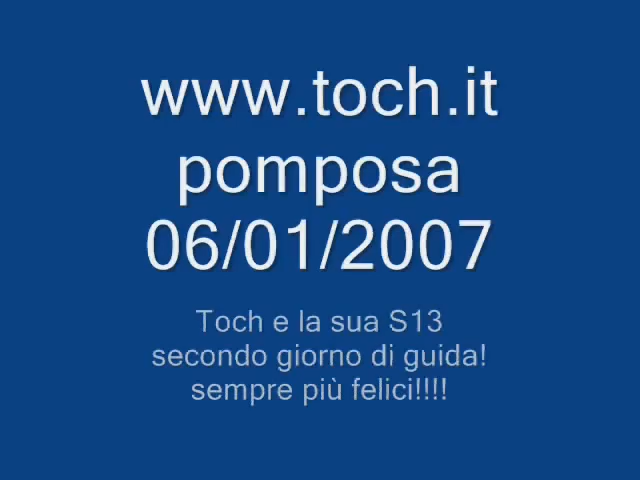 www.toch.it
pomposa
06/01/2007
Toch e la sua S13
secondo giorno di guida!
sempre più felici!!!!